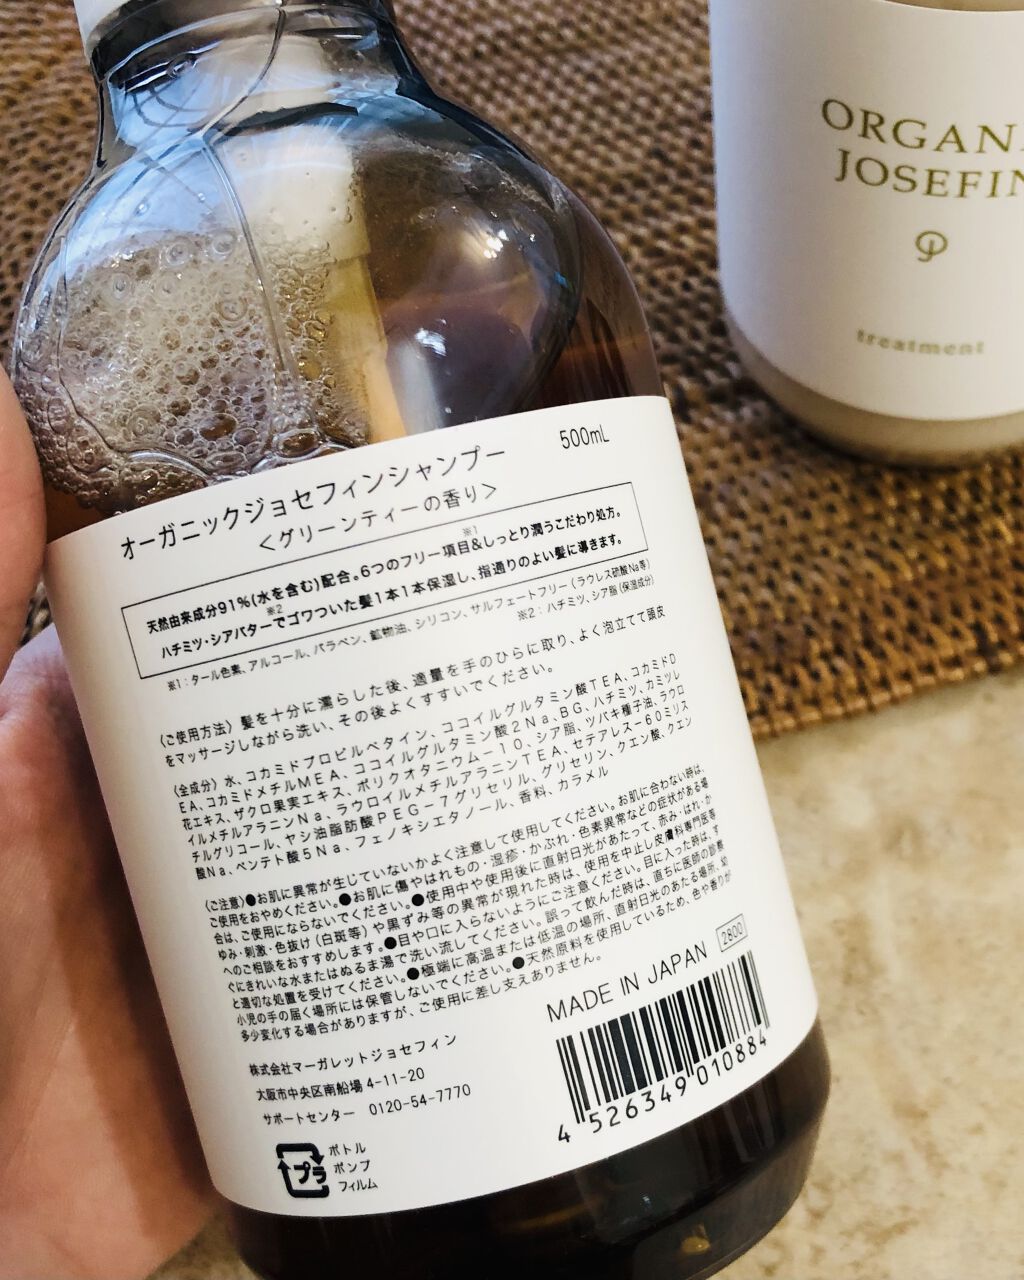 オーガニックジョセフィンシャンプー 500mL
<グリーンティーの香り>
天然由来成分91%(水を含む)配合。6つのフリー項目※1&しっとり潤うこだわり処方。
ハチミツ・シアバター※2でゴワついた髪1本1本保湿し、指通りのよい髪に導きます。
※1:タール色素、アルコール、パラベン、鉱物油、シリコン、サルフェートフリー(ラウレス硫酸Na等)
※2:ハチミツ、シア脂(保湿成分)
〈ご使用方法〉髪を十分に濡らした後、適量を手のひらに取り、よく泡立てて頭皮
をマッサージしながら洗い、その後よくすすいでください。
〈全成分〉水、コカミドプロピルベタイン、ココイルグルタミン酸TEA、コカミドD
EA、コカミドメチルMEA、ココイルグルタミン酸2Na、BG、ハチミツ、カミツレ
花エキス、ザクロ果実エキス、ポリクオタニウム-10、シア脂、ツバキ種子油、ラウロ
イルメチルアラニンNa、ラウロイルメチルアラニンTEA、セテアレス-60ミリス
チルグリコール、ヤシ油脂肪酸PEG-7グリセリル、グリセリン、クエン酸、クエン
酸Na、ペンテト酸5Na、フェノキシエタノール、香料、カラメル
〈ご注意〉●お肌に異常が生じていないかよく注意して使用してください。お肌に合わない時は、
ご使用をおやめください。●お肌に傷やはれもの・湿疹・かぶれ・色素異常などの症状がある場
合は、ご使用にならないでください。●使用中や使用後に直射日光があたって、赤み・はれ・か
ゆみ・刺激・色抜け(白斑等)や黒ずみ等の異常が現れた時は、使用を中止し皮膚科専門医等
へのご相談をおすすめします。●目や口に入らないようにご注意ください。目に入った時は、す
ぐにきれいな水またはぬるま湯で洗い流してください。誤って飲んだ時は、直ちに医師の診察
と適切な処置を受けてください。●極端に高温または低温の場所、直射日光のあたる場所、幼
小児の手の届く場所には保管しないでください。●天然原料を使用しているため、色や香りが
多少変化する場合がありますが、ご使用に差し支えありません。
株式会社マーガレットジョセフィン
大阪市中央区南船場4-11-20
サポートセンター 0120-54-7770
プラ
ボトル
ポンプ
フィルム
MADE IN JAPAN 2800
4 526349 010884
ORGANI
JOSEFIN
treatment